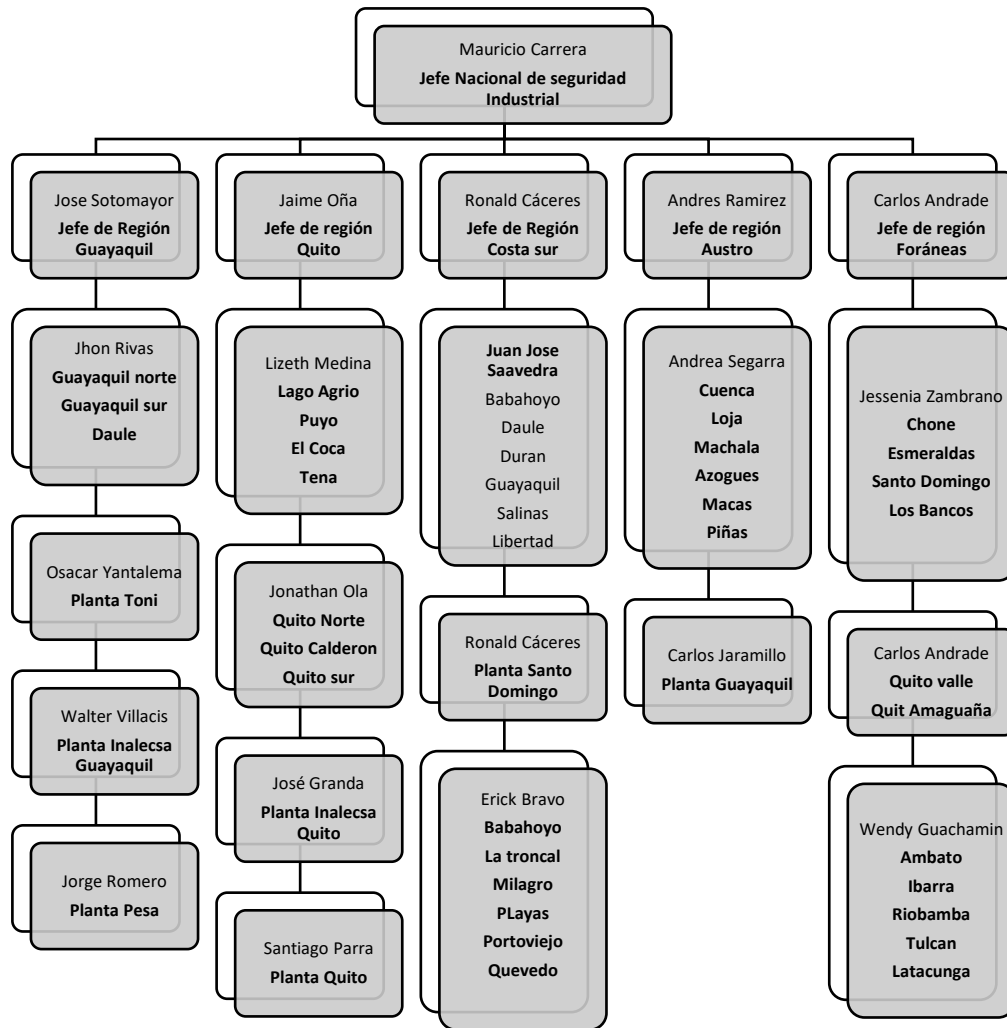 Mauricio Carrera
Jefe Nacional de seguridad
Industrial
Jose Sotomayor
Jefe de Región
Guayaquil
Jhon Rivas
Guayaquil norte
Guayaquil sur
Daule
Osacar Yantalema
Planta Toni
Walter Villacis
Planta Inalecsa
Guayaquil
Jorge Romero
Planta Pesa
Jaime Oña
Jefe de región
Quito
Lizeth Medina
Lago Agrio
Puyo
El Coca
Tena
Jonathan Ola
Quito Norte
Quito Calderon
Quito sur
José Granda
Planta Inalecsa
Quito
Santiago Parra
Planta Quito
Ronald Cáceres
Jefe de Región
Costa sur
Juan Jose
Saavedra
Babahoyo
Daule
Duran
Guayaquil
Salinas
Libertad
Ronald Cáceres
Planta Santo
Domingo
Erick Bravo
Babahoyo
La troncal
Milagro
PLayas
Portoviejo
Quevedo
Andres Ramirez
Jefe de región
Austro
Andrea Segarra
Cuenca
Loja
Machala
Azogues
Macas
Piñas
Carlos Jaramillo
Planta Guayaquil
Carlos Andrade
Jefe de región
Foráneas
Jessenia Zambrano
Chone
Esmeraldas
Santo Domingo
Los Bancos
Carlos Andrade
Quito valle
Quit Amaguaña
Wendy Guachamin
Ambato
Ibarra
Riobamba
Tulcan
Latacunga